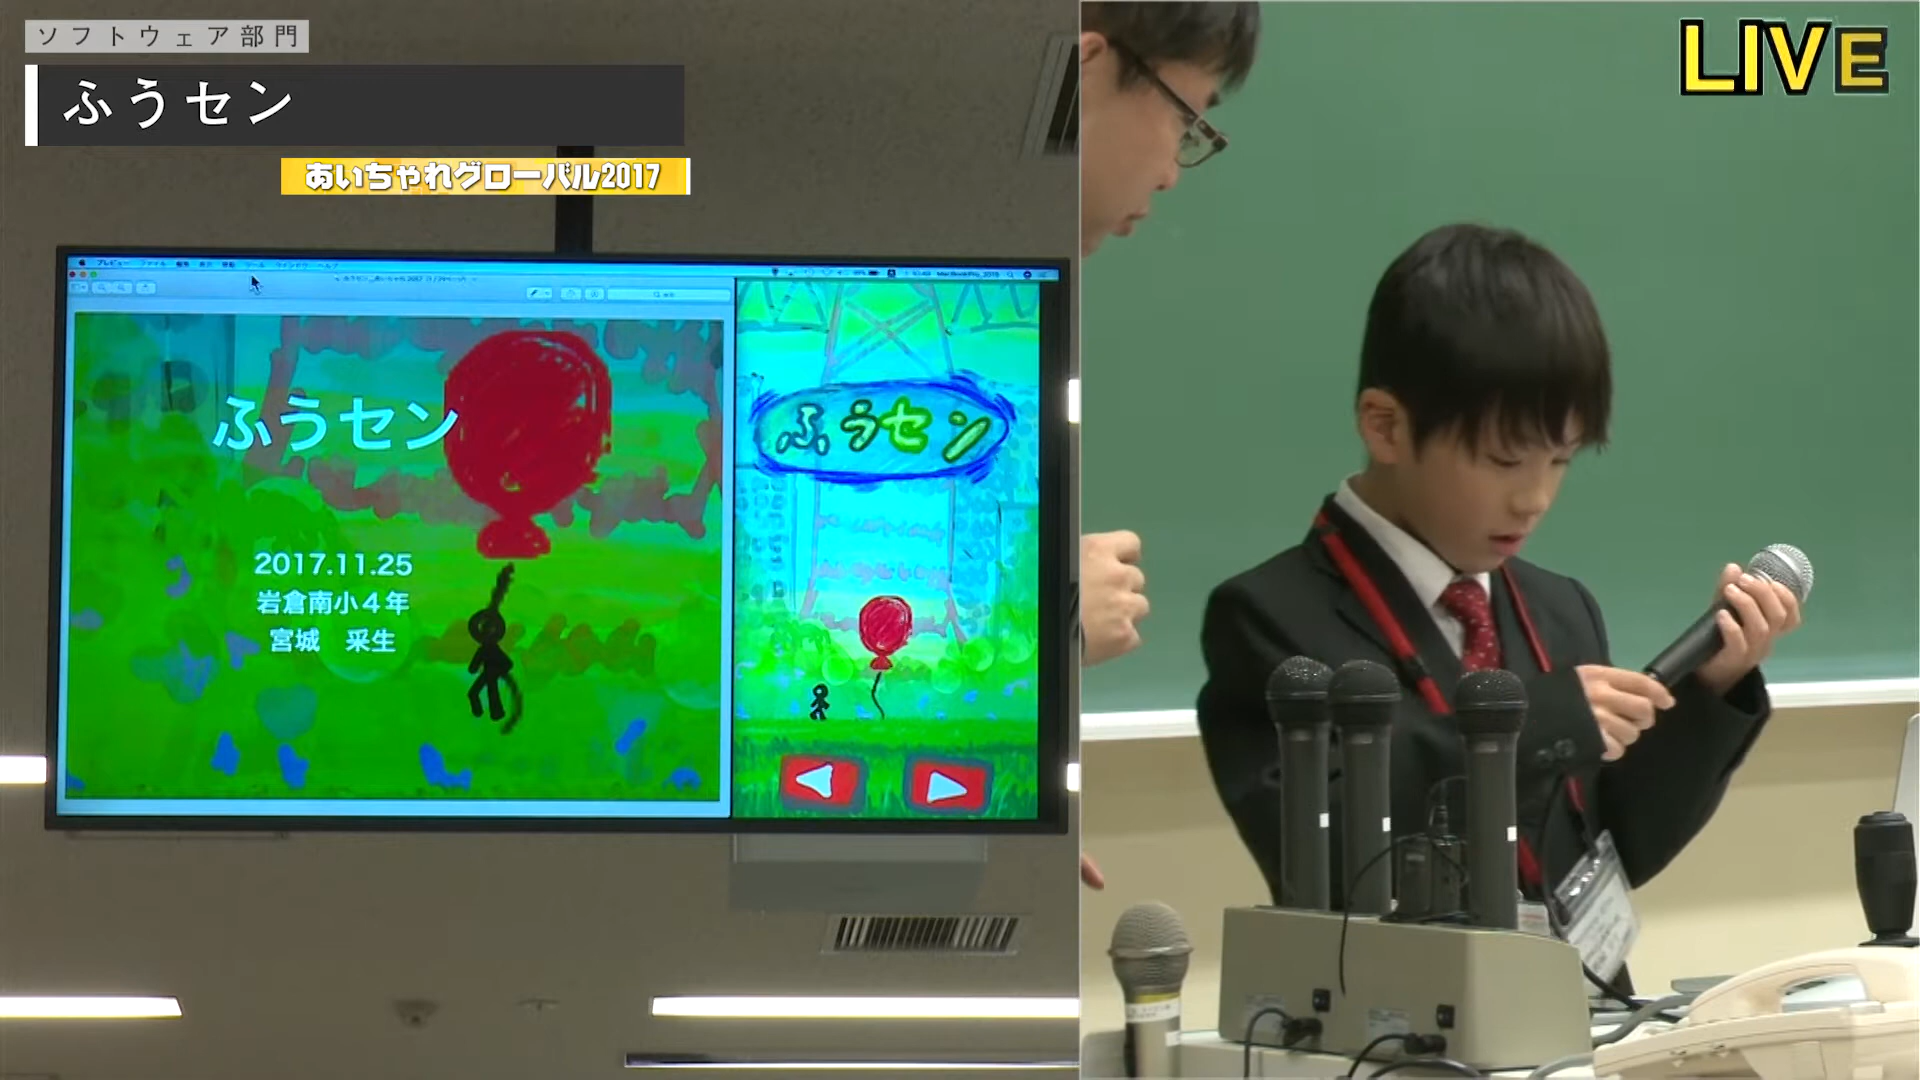 ソフトウェア部門
ふうセン
あいちゃれグローバル2017
LIVE
ふうセン
2017.11.25
岩倉南小4年
宮城 采生
ふうセン